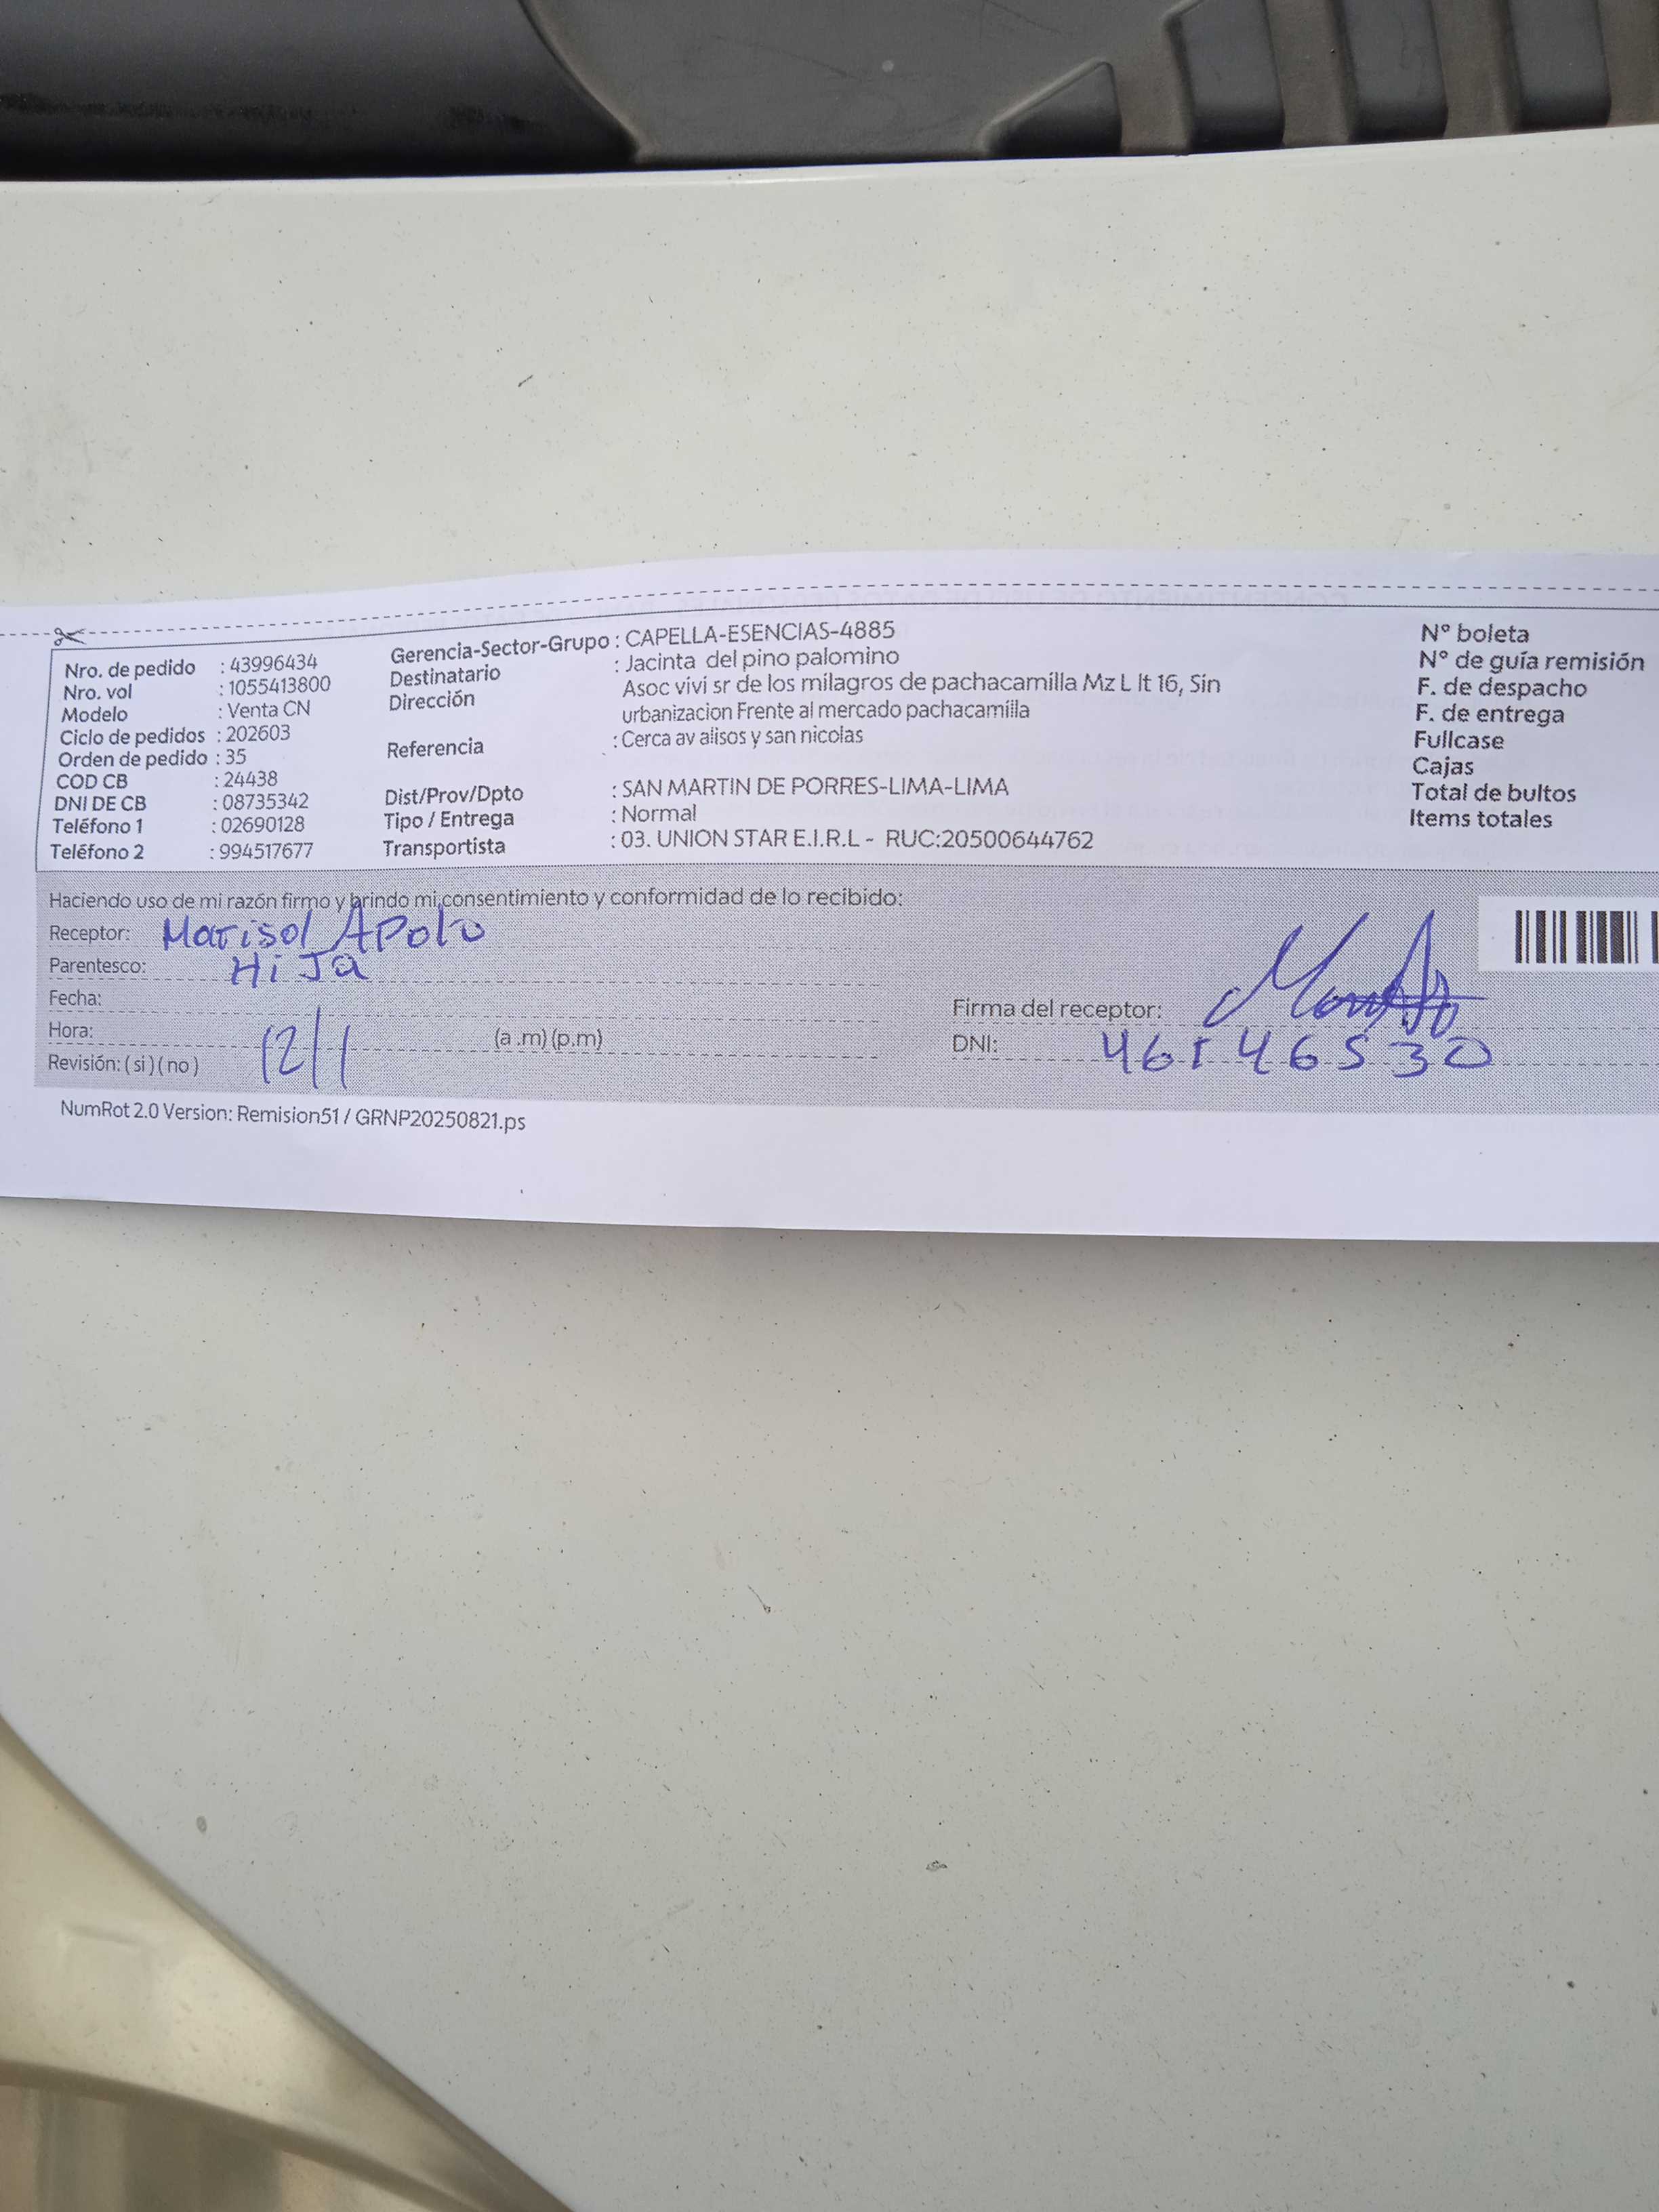 Nro. de pedido : 43996434
Nro. vol : 1055413800
Modelo : Venta CN
Ciclo de pedidos : 202603
Orden de pedido : 35
COD CB : 24438
DNI DE CB : 08735342
Teléfono 1 : 02690128
Teléfono 2 : 994517677
Gerencia-Sector-Grupo : CAPELLA-ESENCIAS-4885
Destinatario : Jacinta del pino palomino
Dirección Asoc vivi sr de los milagros de pachacamilla Mz L lt 16, Sin
urbanizacion Frente al mercado pachacamilla
Referencia : Cerca av alisos y san nicolas
Dist/Prov/Dpto : SAN MARTIN DE PORRES-LIMA-LIMA
Tipo / Entrega : Normal
Transportista : 03. UNION STAR E.I.R.L - RUC:20500644762
N° boleta
N° de guía remisión
F. de despacho
F. de entrega
Fullcase
Cajas
Total de bultos
Items totales
Haciendo uso de mi razón firmo y brindo mi consentimiento y conformidad de lo recibido:
Receptor: Marisol Apolo
Parentesco: HiJa
Fecha:
Hora: (a .m) (p.m)
Revisión: ( si ) ( no ) 12/1
Firma del receptor:
DNI: 46146530
NumRot 2.0 Version: Remision51 / GRNP20250821.ps